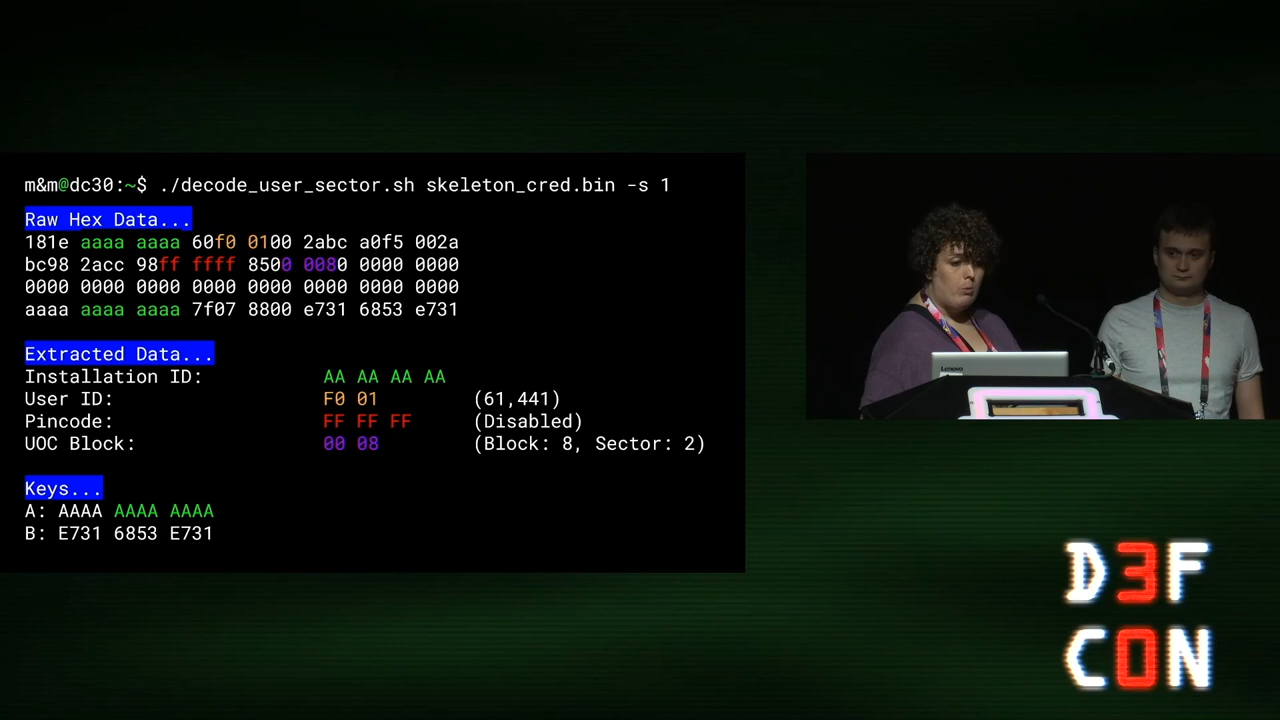 m&m@dc30:~$ ./decode_user_sector.sh skeleton_cred.bin -s 1
Raw Hex Data...
181e aaaa aaaa 60f0 0100 2abc a0f5 002a
bc98 2acc 98ff ffff 8500 0080 0000 0000
0000 0000 0000 0000 0000 0000 0000 0000
aaaa aaaa aaaa 7f07 8800 e731 6853 e731
Extracted Data...
Installation ID: AA AA AA AA
User ID: F0 01 (61,441)
Pincode: FF FF FF (Disabled)
UOC Block: 00 08 (Block: 8, Sector: 2)
Keys...
A: AAAA AAAA AAAA
B: E731 6853 E731
Lenovo
D3F
C0N